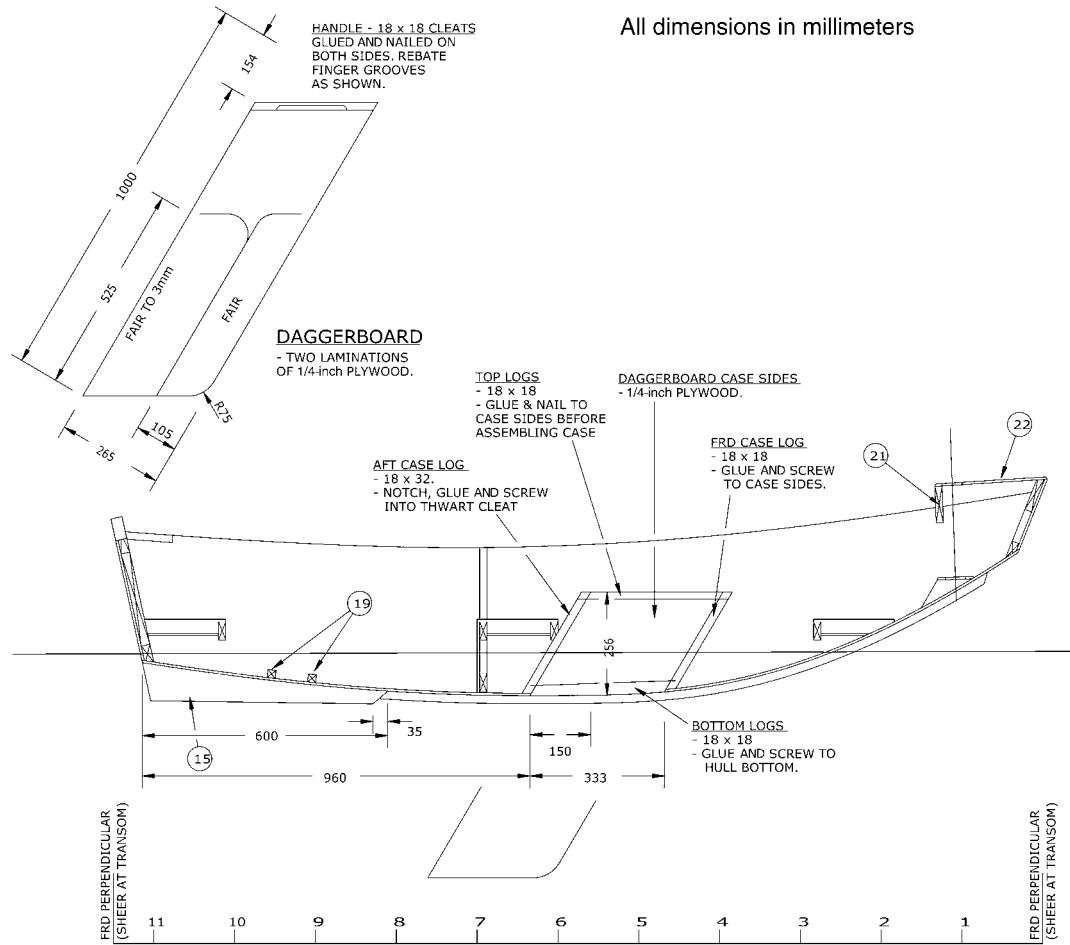 All dimensions in millimeters
HANDLE - 18 x 18 CLEATS
GLUED AND NAILED ON
BOTH SIDES. REBATE
FINGER GROOVES
AS SHOWN.
154
1000
525
FAIR TO 3mm
FAIR
R75
105
265
DAGGERBOARD
- TWO LAMINATIONS
OF 1/4-inch PLYWOOD.
TOP LOGS
- 18 x 18
- GLUE & NAIL TO
CASE SIDES BEFORE
ASSEMBLING CASE
DAGGERBOARD CASE SIDES
- 1/4-inch PLYWOOD.
FRD CASE LOG
- 18 x 18
- GLUE AND SCREW
TO CASE SIDES.
AFT CASE LOG
- 18 x 32.
- NOTCH, GLUE AND SCREW
INTO THWART CLEAT
21
22
19
256
15
600
35
150
960
333
BOTTOM LOGS
- 18 x 18
- GLUE AND SCREW TO
HULL BOTTOM.
FRD PERPENDICULAR
(SHEER AT TRANSOM)
11 10 9 8 7 6 5 4 3 2 1
FRD PERPENDICULAR
(SHEER AT TRANSOM)